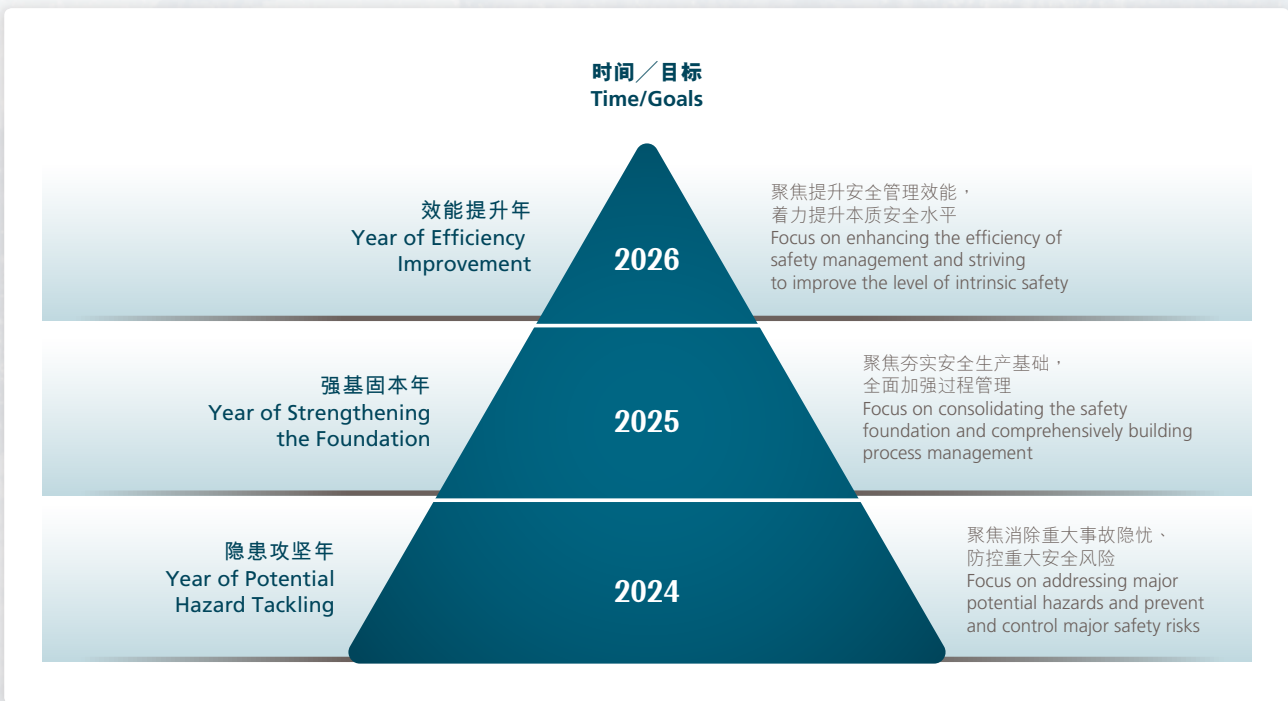 时间／目标
Time/Goals
效能提升年
Year of Efficiency
Improvement
2026
聚焦提升安全管理效能，
着力提升本质安全水平
Focus on enhancing the efficiency of
safety management and striving
to improve the level of intrinsic safety
强基固本年
Year of Strengthening
the Foundation
2025
聚焦夯实安全生产基础，
全面加强过程管理
Focus on consolidating the safety
foundation and comprehensively building
process management
隐患攻坚年
Year of Potential
Hazard Tackling
2024
聚焦消除重大事故隐忧、
防控重大安全风险
Focus on addressing major
potential hazards and prevent
and control major safety risks